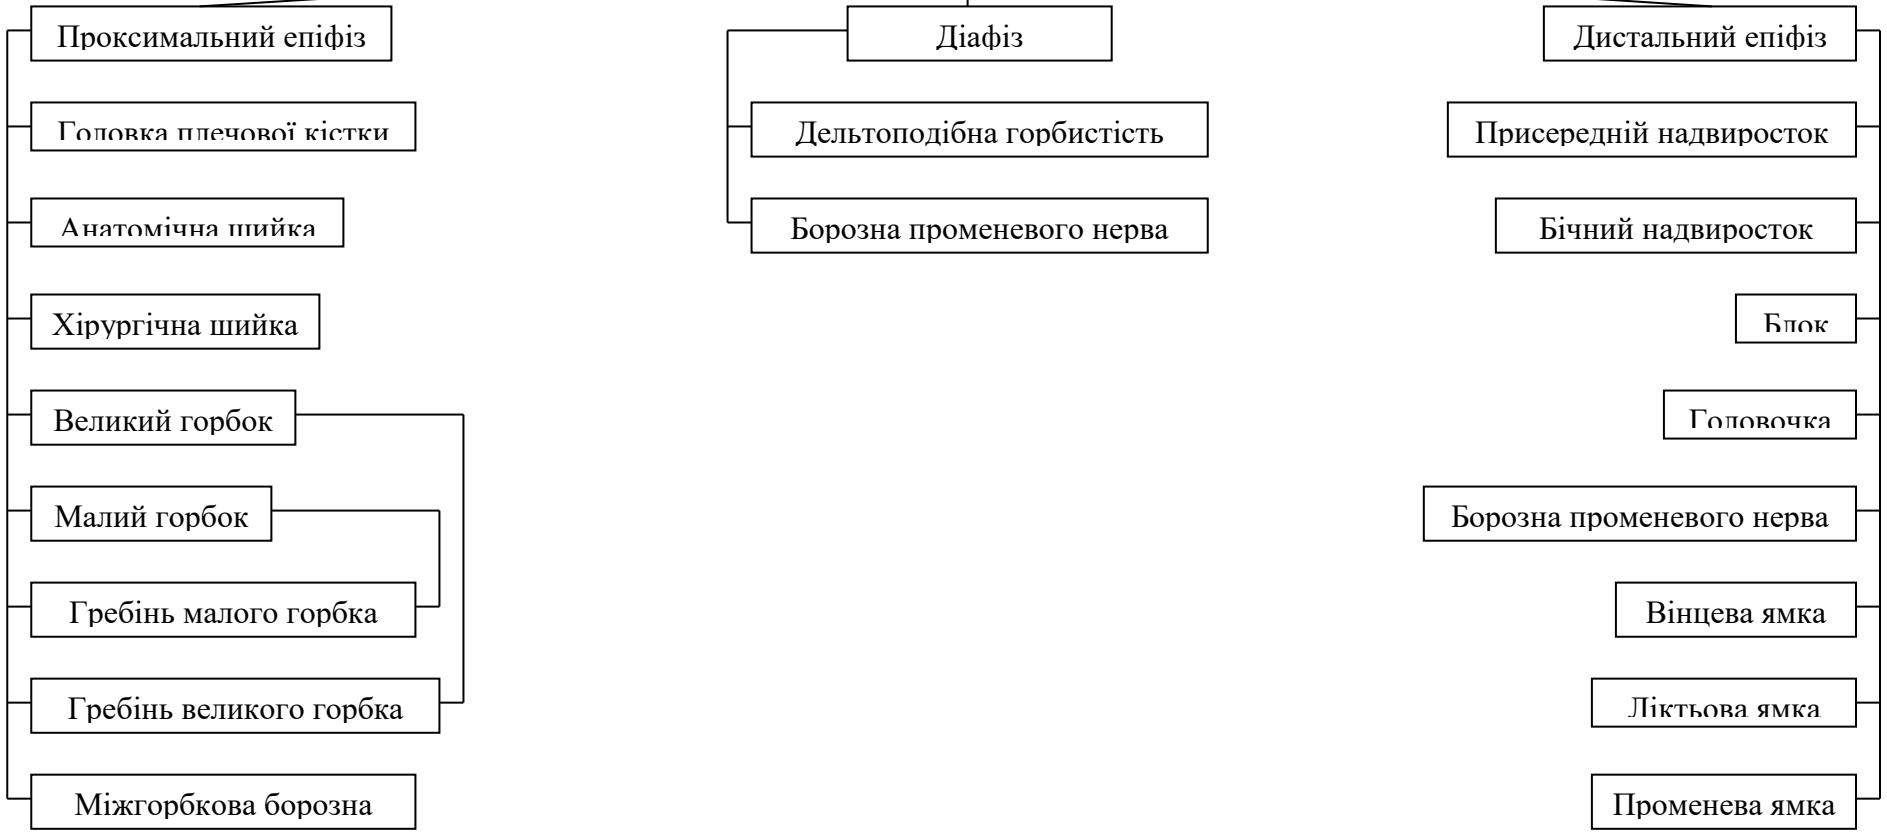 Проксимальний епіфіз
Головка плечової кістки
Анатомічна шийка
Хірургічна шийка
Великий горбок
Малий горбок
Гребінь малого горбка
Гребінь великого горбка
Міжгорбкова борозна
Діафіз
Дельтоподібна горбистість
Борозна променевого нерва
Дистальний епіфіз
Присередній надвиросток
Бічний надвиросток
Блок
Головочка
Борозна променевого нерва
Вінцева ямка
Ліктьова ямка
Променева ямка